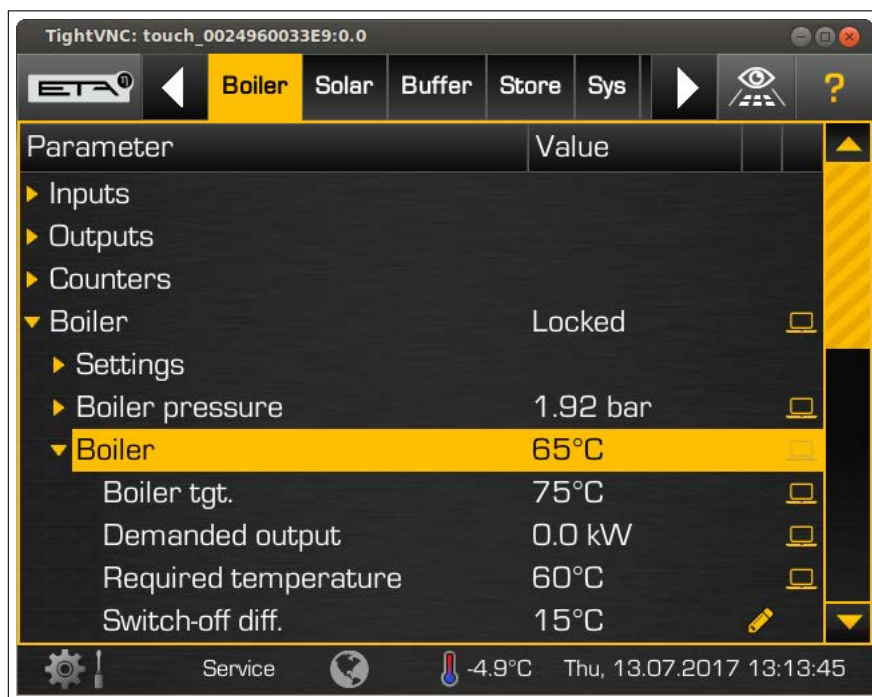 TightVNC: touch_0024960033E9:0.0
ETA Boiler Solar Buffer Store Sys ?
Parameter Value
Inputs
Outputs
Counters
Boiler Locked
Settings
Boiler pressure 1.92 bar
Boiler 65°C
Boiler tgt. 75°C
Demanded output 0.0 kW
Required temperature 60°C
Switch-off diff. 15°C
Service -4.9°C Thu, 13.07.2017 13:13:45